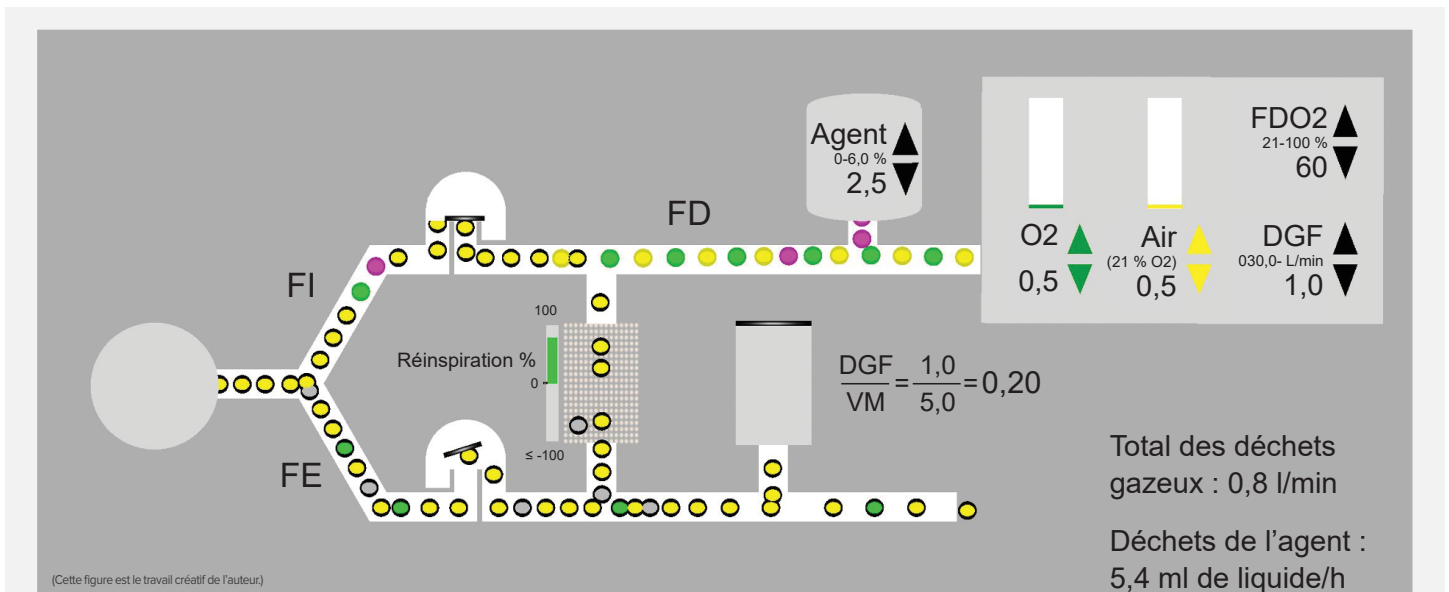 Agent
0-6,0 %
2,5
FD
FI
FE
O2
0,5
Air
(21 % O2)
0,5
FDO2
21-100 %
60
DGF
030,0- L/min
1,0
100
Réinspiration %
0
≤ -100
DGF
VM
=
1,0
5,0
=0,20
Total des déchets
gazeux : 0,8 l/min
Déchets de l’agent :
5,4 ml de liquide/h
(Cette figure est le travail créatif de l’auteur.)